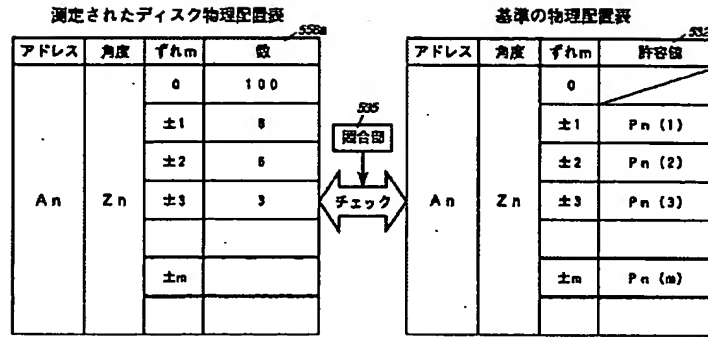 測定されたディスク物理配置表
556a
アドレス 角度 ずれm 数
0 100
±1 8
±2 5
An Zn ±3 3
±m
535
照合部
チェック
基準の物理配置表
532
アドレス 角度 ずれm 許容値
0
±1 Pn (1)
±2 Pn (2)
An Zn ±3 Pn (3)
±m Pn (m)